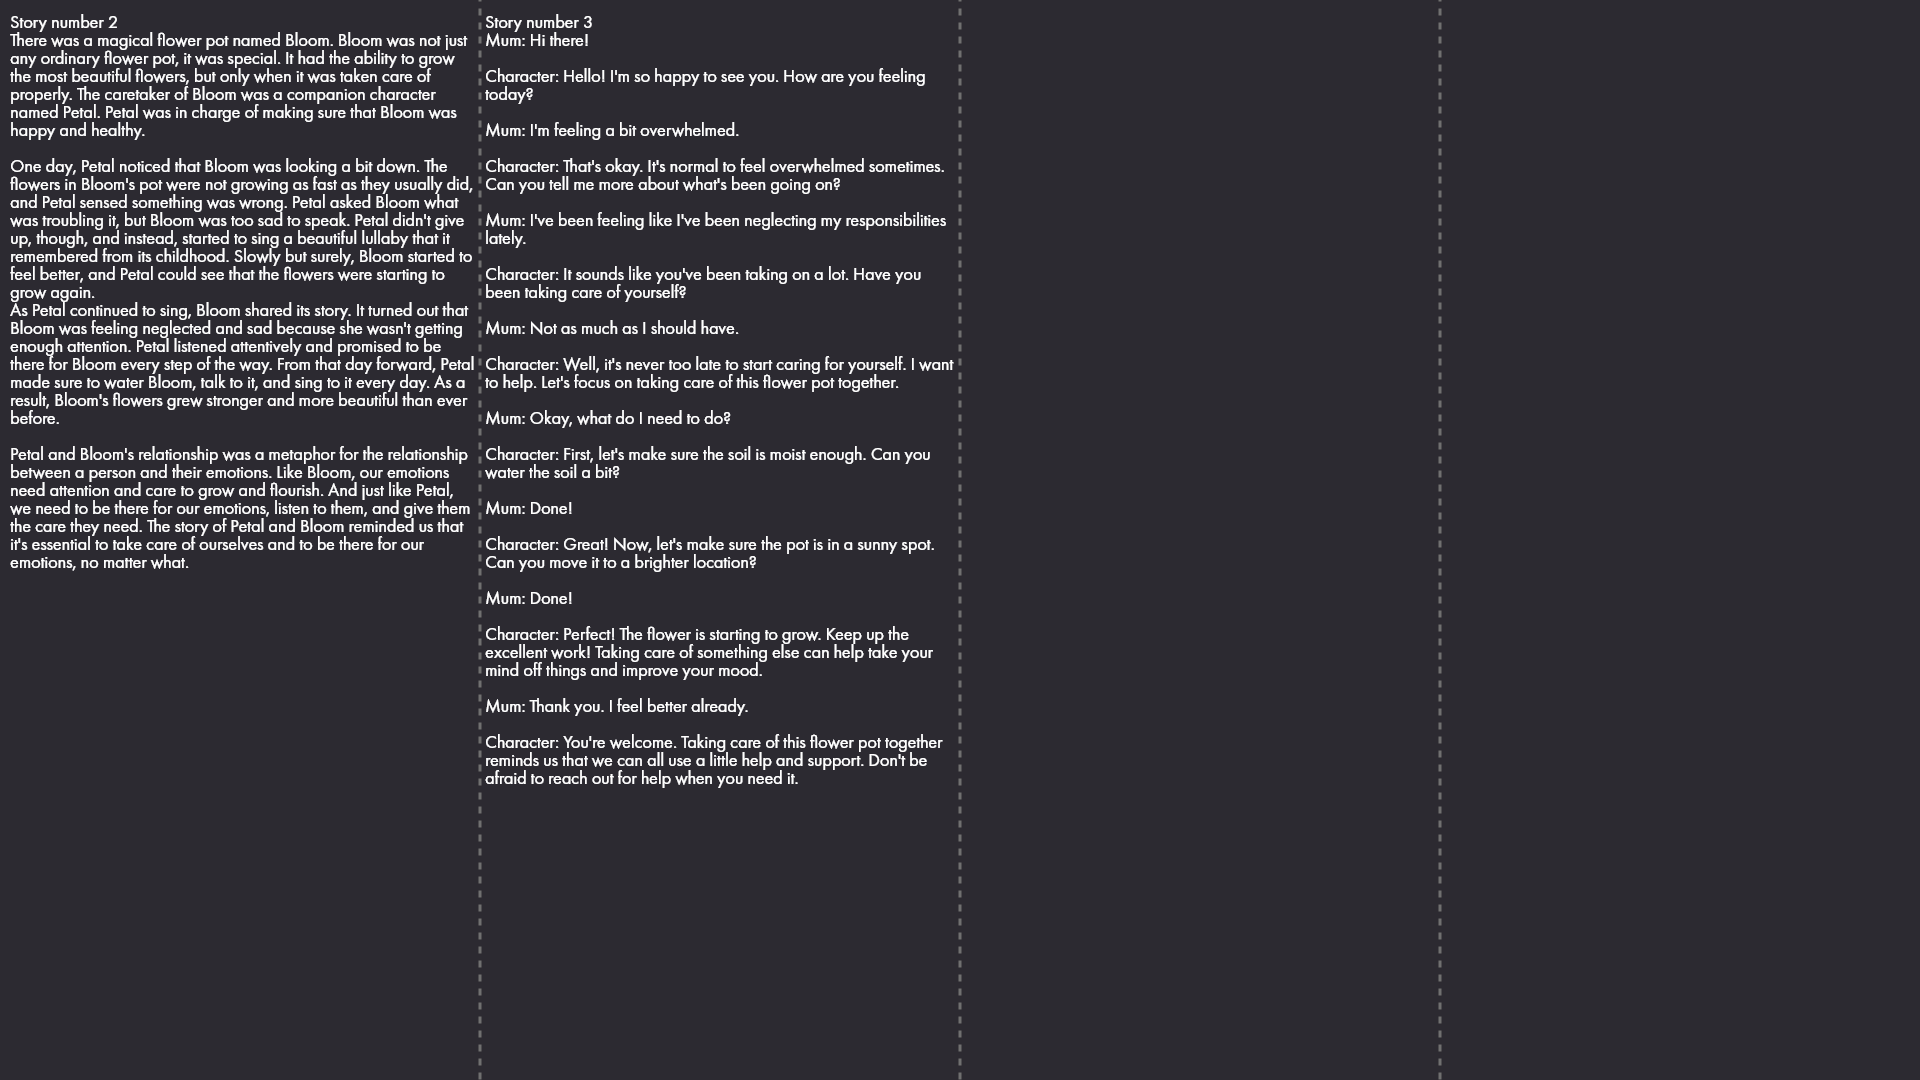 Story number 2
There was a magical flower pot named Bloom. Bloom was not just
any ordinary flower pot, it was special. It had the ability to grow
the most beautiful flowers, but only when it was taken care of
properly. The caretaker of Bloom was a companion character
named Petal. Petal was in charge of making sure that Bloom was
happy and healthy.
One day, Petal noticed that Bloom was looking a bit down. The
flowers in Bloom's pot were not growing as fast as they usually did,
and Petal sensed something was wrong. Petal asked Bloom what
was troubling it, but Bloom was too sad to speak. Petal didn't give
up, though, and instead, started to sing a beautiful lullaby that it
remembered from its childhood. Slowly but surely, Bloom started to
feel better, and Petal could see that the flowers were starting to
grow again.
As Petal continued to sing, Bloom shared its story. It turned out that
Bloom was feeling neglected and sad because she wasn't getting
enough attention. Petal listened attentively and promised to be
there for Bloom every step of the way. From that day forward, Petal
made sure to water Bloom, talk to it, and sing to it every day. As a
result, Bloom's flowers grew stronger and more beautiful than ever
before.
Petal and Bloom's relationship was a metaphor for the relationship
between a person and their emotions. Like Bloom, our emotions
need attention and care to grow and flourish. And just like Petal,
we need to be there for our emotions, listen to them, and give them
the care they need. The story of Petal and Bloom reminded us that
it's essential to take care of ourselves and to be there for our
emotions, no matter what.
Story number 3
Mum: Hi there!
Character: Hello! I'm so happy to see you. How are you feeling
today?
Mum: I'm feeling a bit overwhelmed.
Character: That's okay. It's normal to feel overwhelmed sometimes.
Can you tell me more about what's been going on?
Mum: I've been feeling like I've been neglecting my responsibilities
lately.
Character: It sounds like you've been taking on a lot. Have you
been taking care of yourself?
Mum: Not as much as I should have.
Character: Well, it's never too late to start caring for yourself. I want
to help. Let's focus on taking care of this flower pot together.
Mum: Okay, what do I need to do?
Character: First, let's make sure the soil is moist enough. Can you
water the soil a bit?
Mum: Done!
Character: Great! Now, let's make sure the pot is in a sunny spot.
Can you move it to a brighter location?
Mum: Done!
Character: Perfect! The flower is starting to grow. Keep up the
excellent work! Taking care of something else can help take your
mind off things and improve your mood.
Mum: Thank you. I feel better already.
Character: You're welcome. Taking care of this flower pot together
reminds us that we can all use a little help and support. Don't be
afraid to reach out for help when you need it.